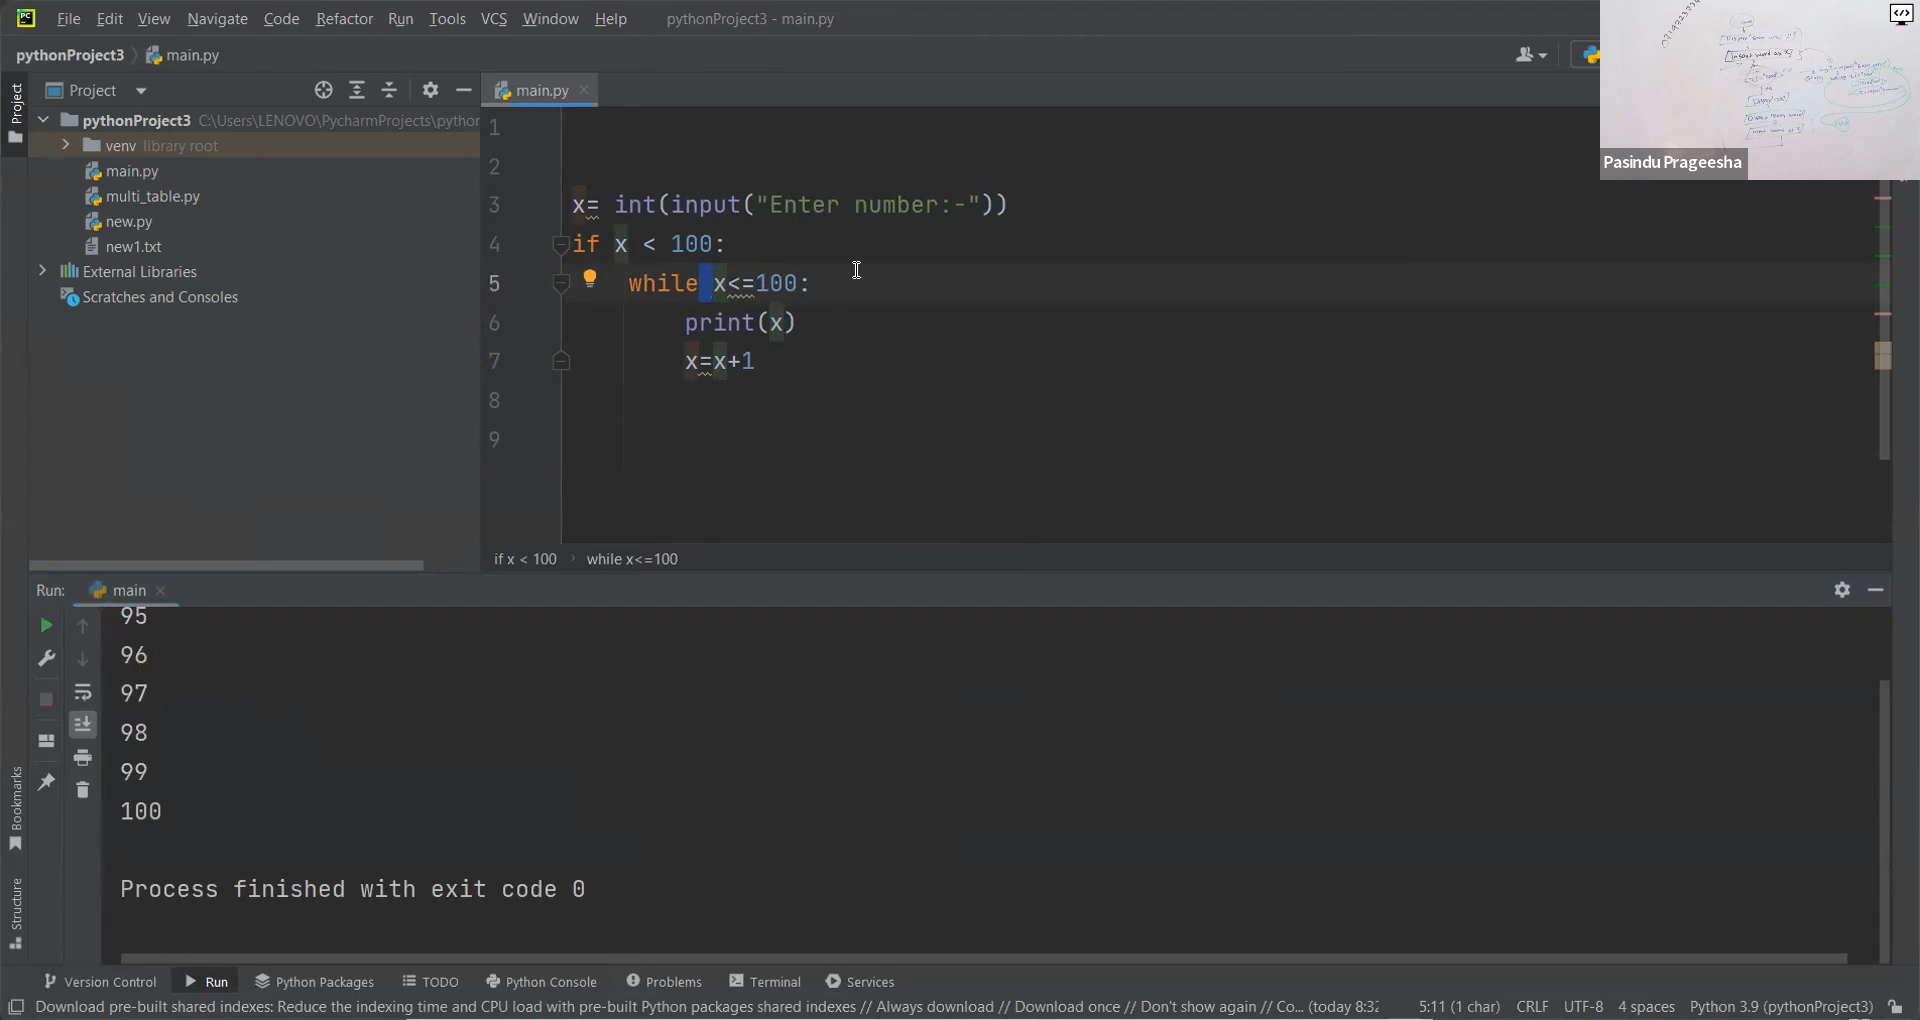 File Edit View Navigate Code Refactor Run Tools VCS Window Help pythonProject3 - main.py
pythonProject3 main.py
Pasindu Prageesha
Project
Project
main.py
pythonProject3 C:\Users\LENOVO\PycharmProjects\python
venv library root
main.py
multi_table.py
new.py
new1.txt
External Libraries
Scratches and Consoles
1
2
3 x= int(input("Enter number:-"))
4 if x < 100:
5 while x<=100:
6 print(x)
7 x=x+1
8
9
if x < 100 › while x<=100
Run: main
95
96
97
98
99
100
Process finished with exit code 0
Bookmarks
Structure
Version Control Run Python Packages TODO Python Console Problems Terminal Services
Download pre-built shared indexes: Reduce the indexing time and CPU load with pre-built Python packages shared indexes // Always download // Download once // Don't show again // Co... (today 8:32 5:11 (1 char) CRLF UTF-8 4 spaces Python 3.9 (pythonProject3)